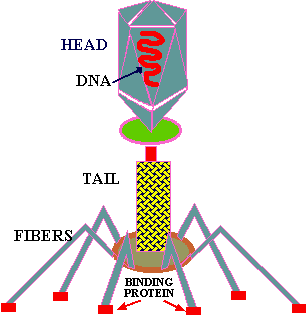 HEAD
DNA
TAIL
FIBERS
BINDING
PROTEIN